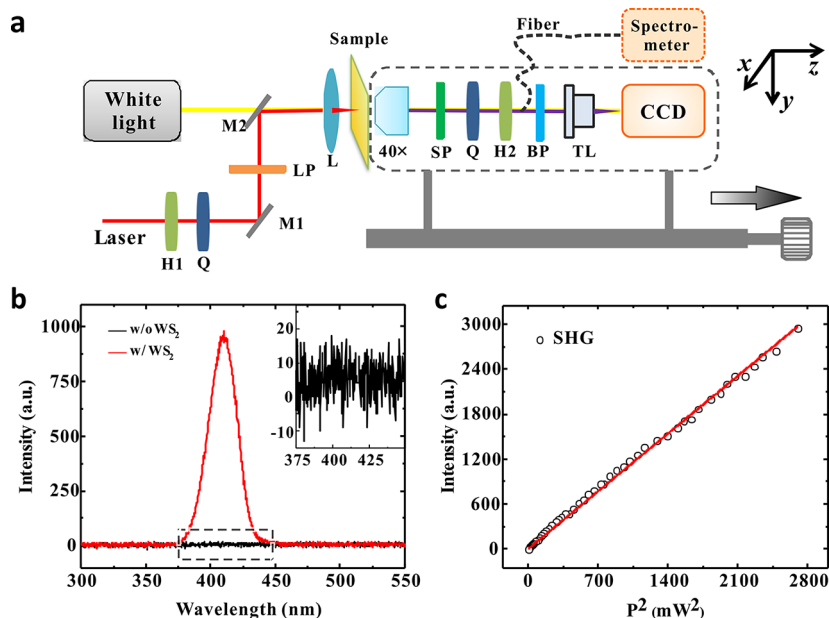 a
Fiber
Spectro-
meter
Sample
x
z
y
White
light
M2
CCD
L
40×
SP
Q
H2
BP
TL
LP
Laser
M1
H1
Q
b
w/o WS2
w/ WS2
1000
750
500
250
0
20
10
0
-10
375
400
425
300
350
400
450
500
550
Intensity (a.u.)
Wavelength (nm)
c
SHG
3000
2400
1800
1200
600
0
0
700
1400
2100
2800
Intensity (a.u.)
P² (mW²)